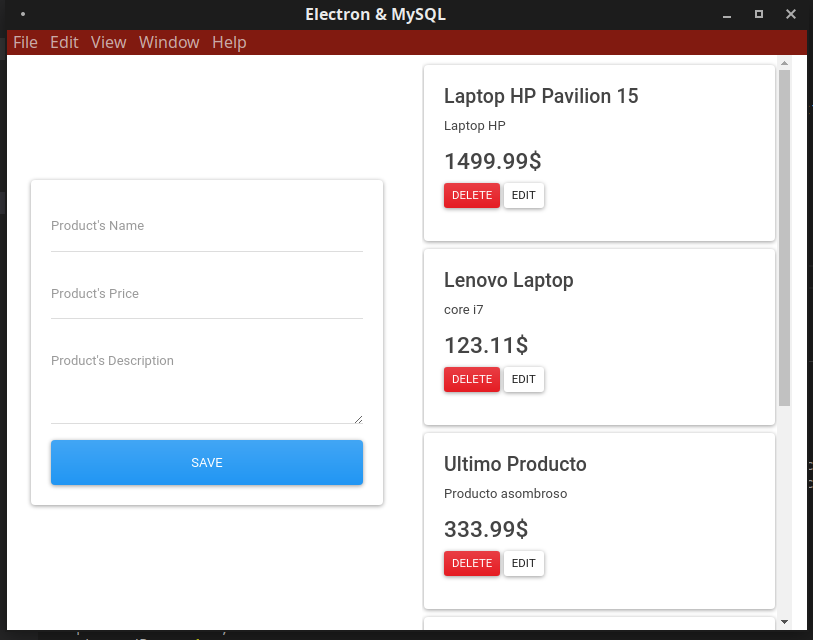 Electron & MySQL
File Edit View Window Help
Product's Name
Product's Price
Product's Description
SAVE
Laptop HP Pavilion 15
Laptop HP
1499.99$
DELETE EDIT
Lenovo Laptop
core i7
123.11$
DELETE EDIT
Ultimo Producto
Producto asombroso
333.99$
DELETE EDIT